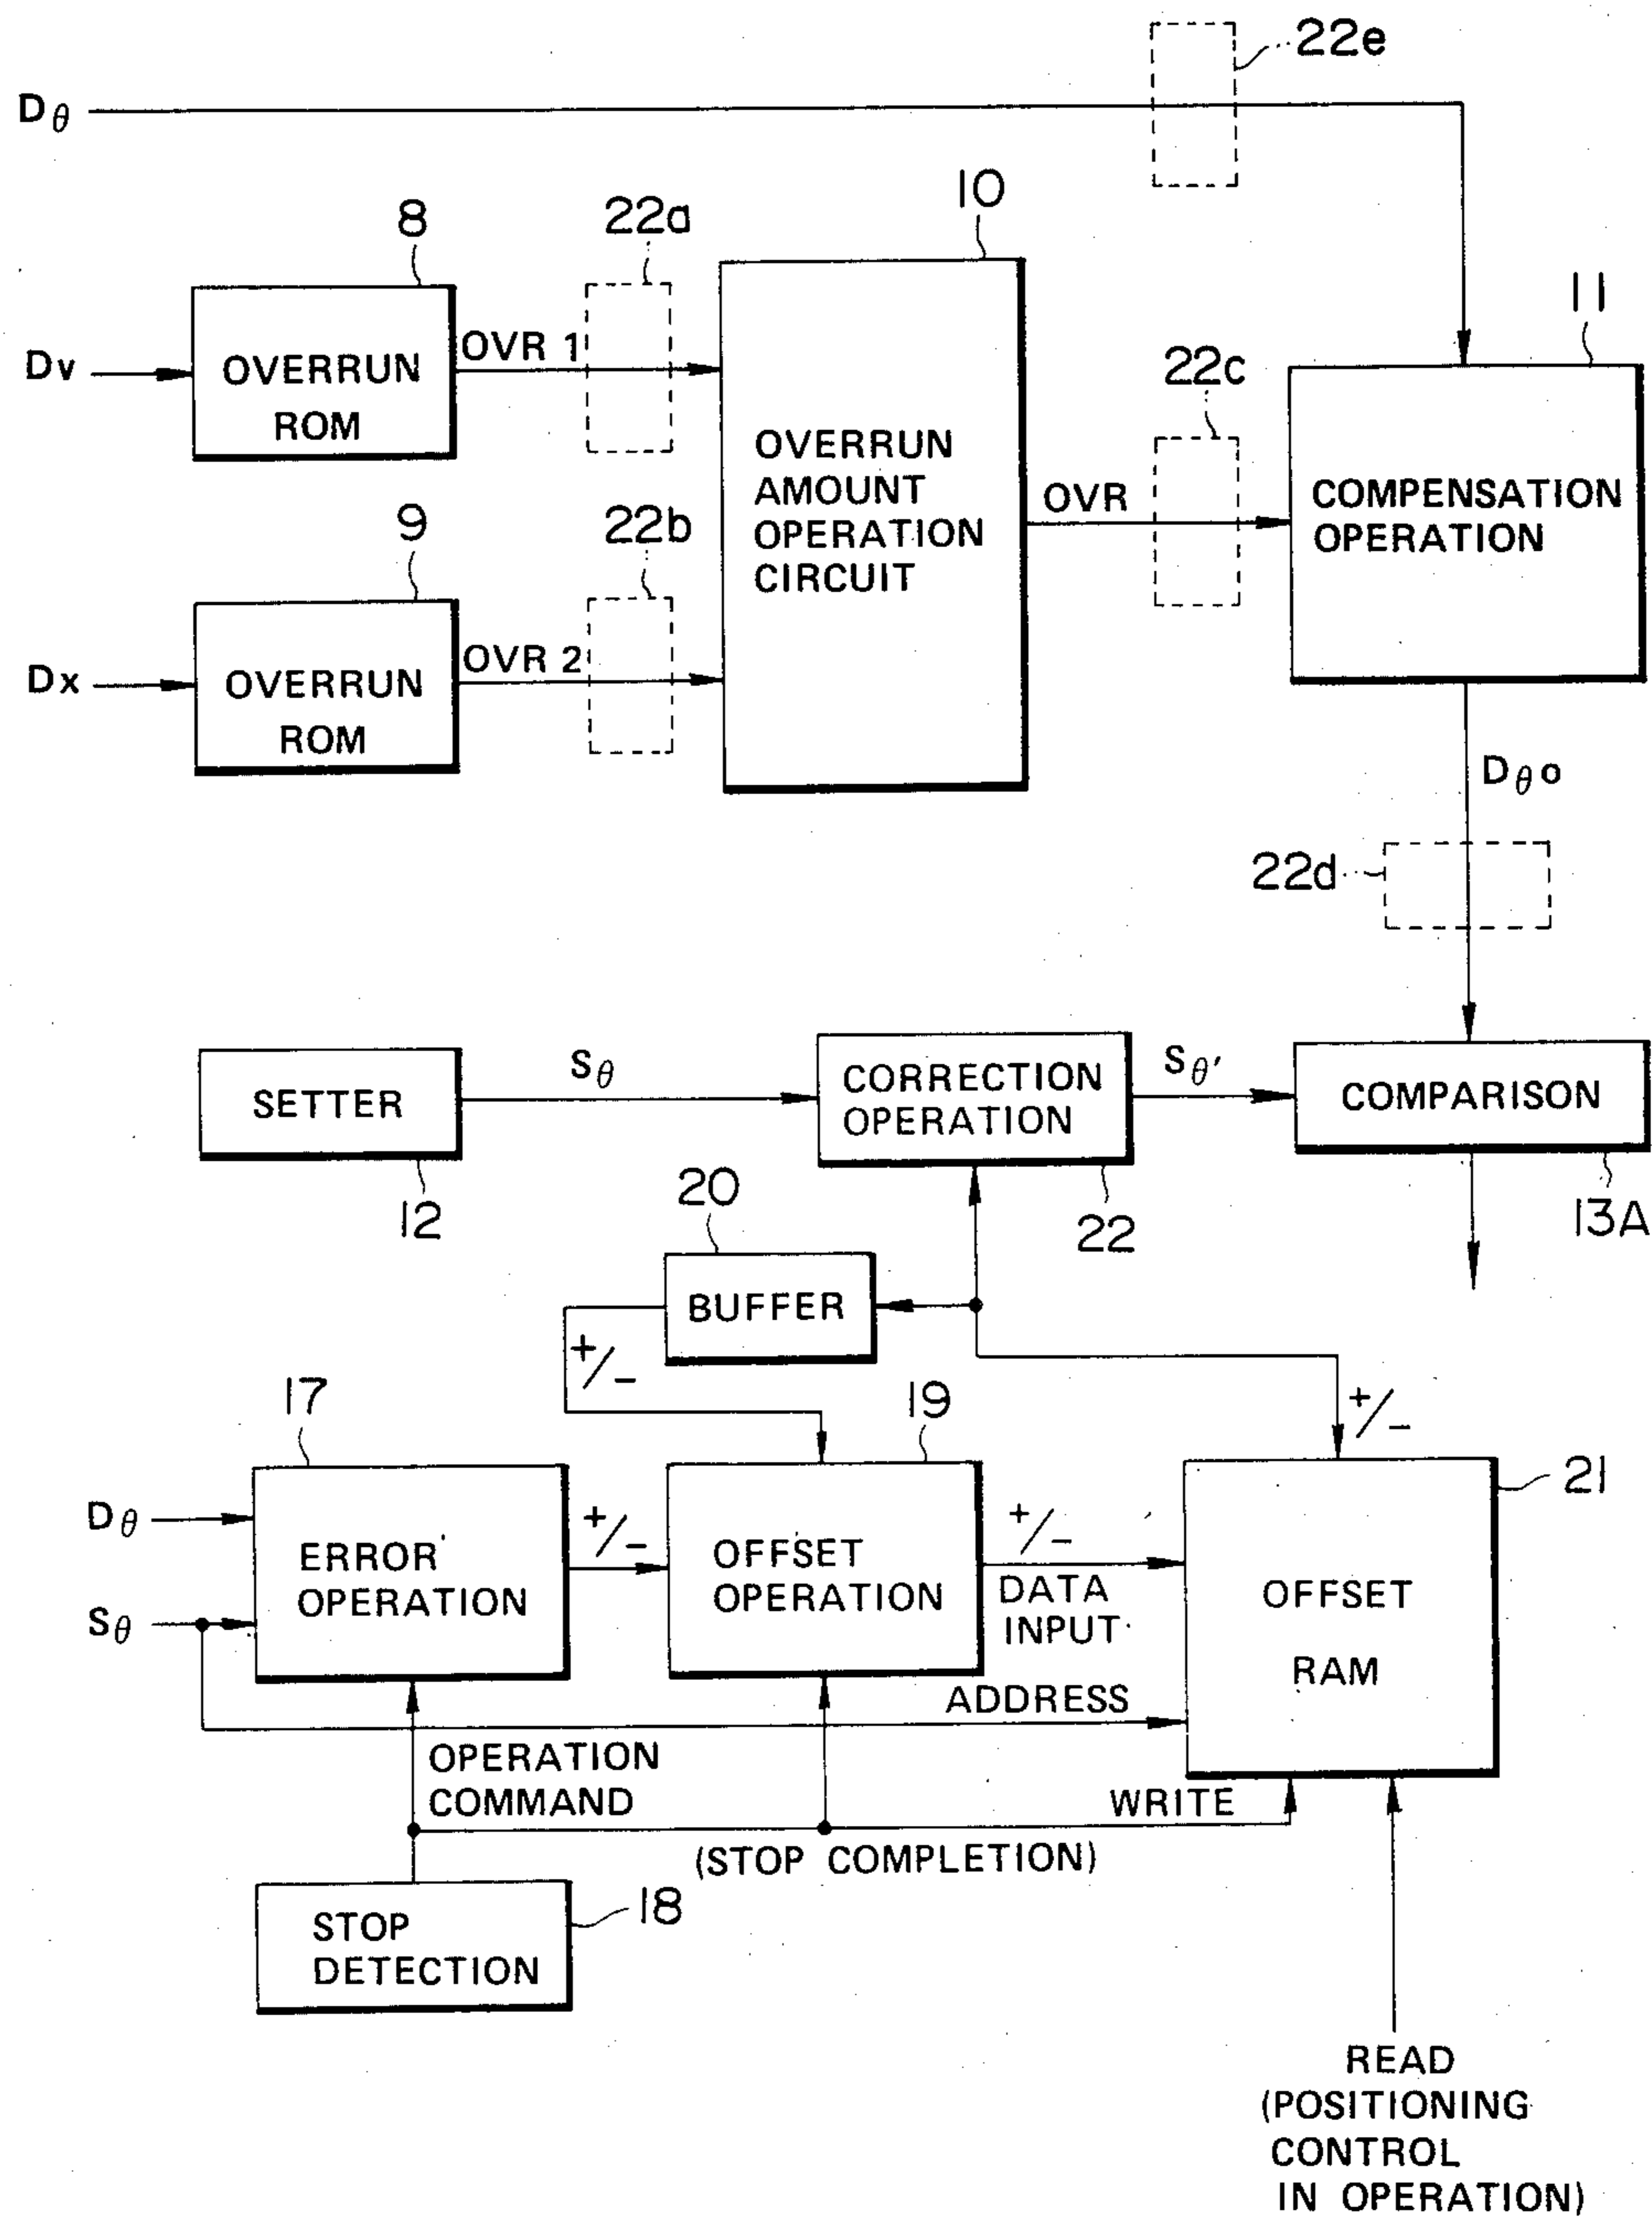 22e
Dθ
10
8
22a
11
Dv
OVERRUN
ROM
OVR 1
22c
OVERRUN
AMOUNT
OPERATION
CIRCUIT
OVR
COMPENSATION
OPERATION
9
22b
Dx
OVERRUN
ROM
OVR 2
Dθo
22d
SETTER
Sθ
CORRECTION
OPERATION
Sθ'
COMPARISON
12
20
22
13A
BUFFER
+/-
17
19
+/-
21
Dθ
Sθ
ERROR
OPERATION
+/-
OFFSET
OPERATION
+/-
DATA
INPUT
OFFSET
RAM
ADDRESS
OPERATION
COMMAND
WRITE
(STOP COMPLETION)
18
STOP
DETECTION
READ
(POSITIONING
CONTROL
IN OPERATION)